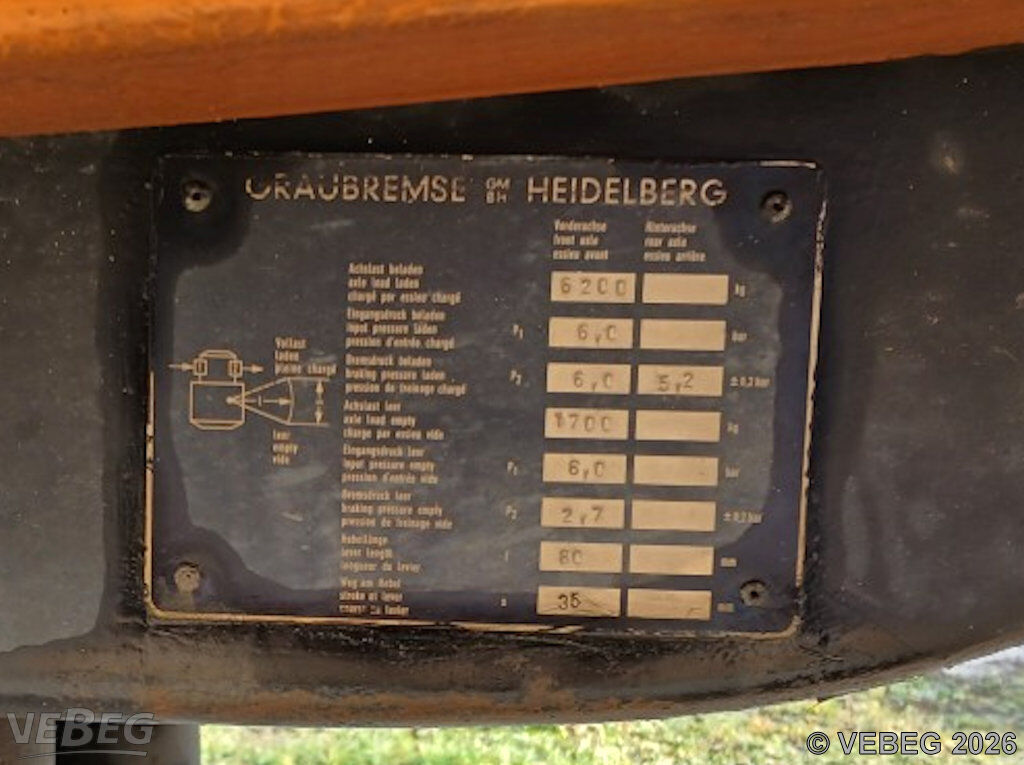 GRAUBREMSE GMBH HEIDELBERG
Vorderachse Hinterachse
front axle rear axle
essieu avant essieu arrière
Achslast beladen
axle load laden 6200 kg
chargé par essieu chargé
Eingangsdruck beladen
input pressure laden P1 6,0 bar
pression d'entrée chargé
Bremsdruck beladen
braking pressure laden P2 6,0 5,2 ±0,2 bar
pression de freinage chargé
Achslast leer
axle load empty 1700 kg
charge par essieu vide
Eingangsdruck leer
input pressure empty P1 6,0 bar
pression d'entrée vide
Bremsdruck leer
braking pressure empty P2 2,7 ±0,2 bar
pression de freinage vide
Hebellänge
lever length l 80 mm
longueur du levier
Weg am Hebel
stroke at lever s 35 mm
course du levier
Vollast
laden
pleine charge
l
leer
empty
vide
VEBEG
© VEBEG 2026